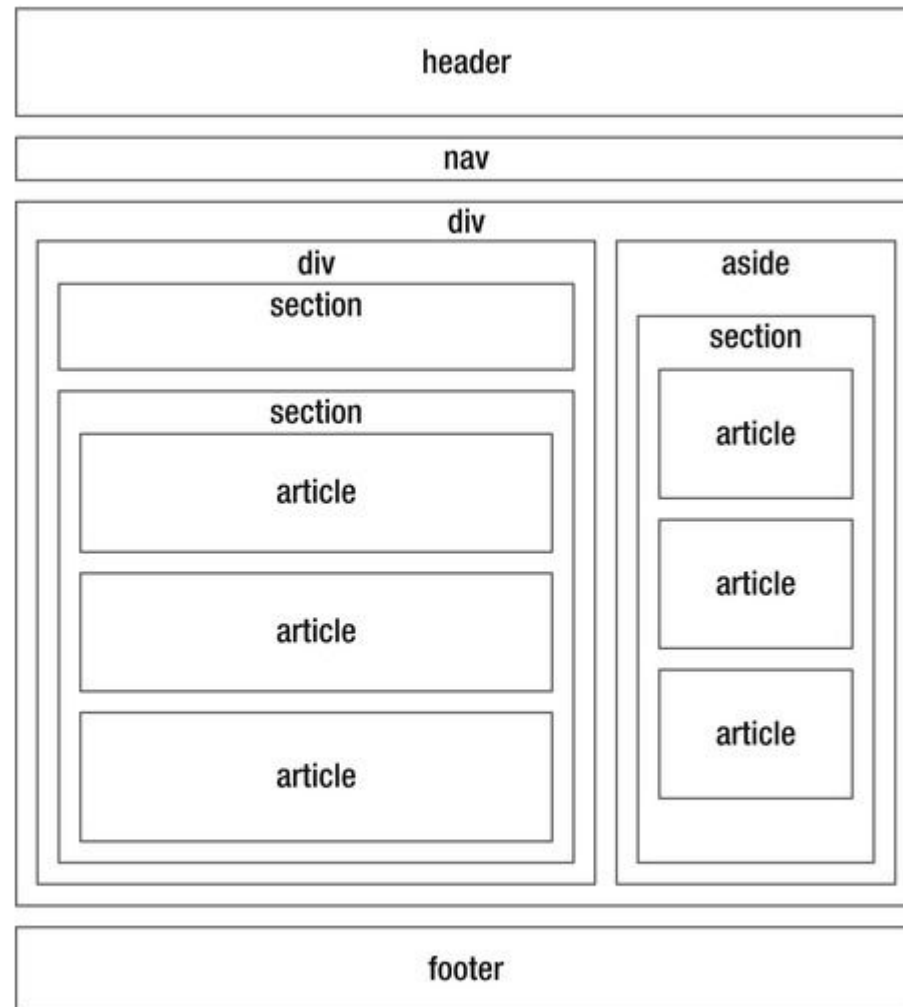 header
nav
div
div
section
section
article
article
article
aside
section
article
article
article
footer